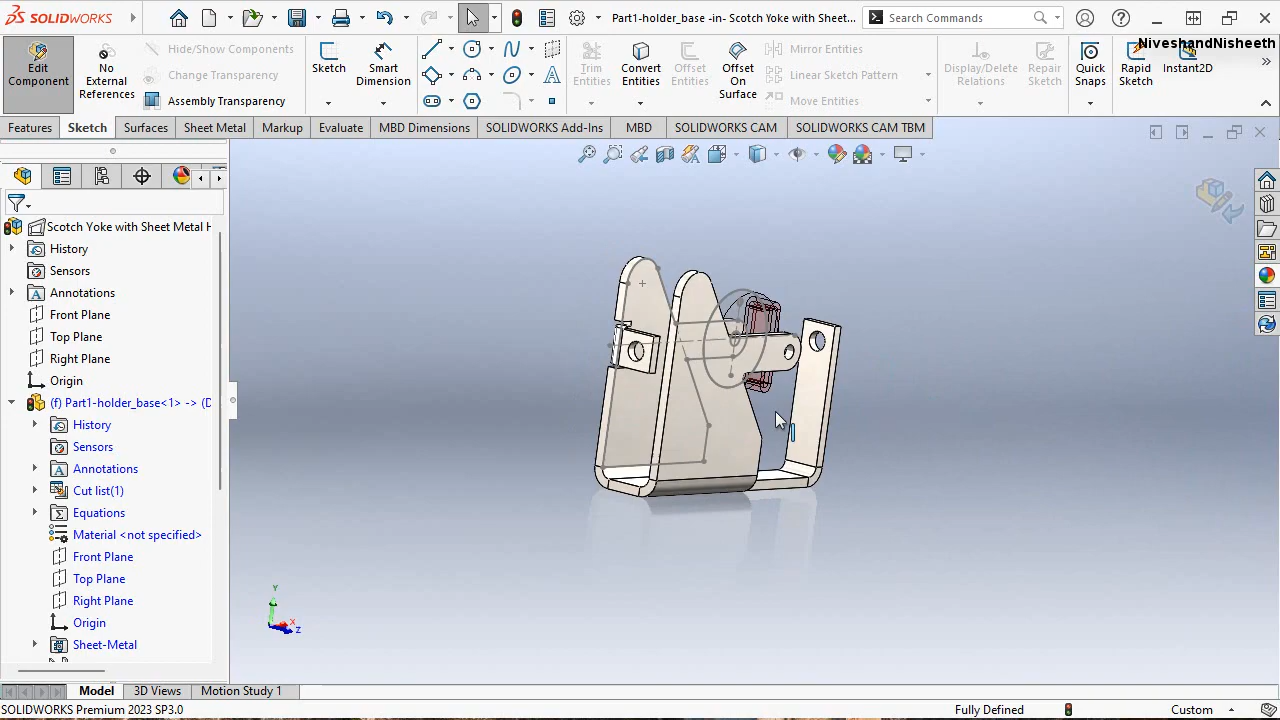 SOLIDWORKS
Part1-holder_base-in- Scotch Yoke with Sheet...
Search Commands
NiveshandNisheeth
Edit
Component
No
External
References
Hide/Show Components
Change Transparency
Assembly Transparency
Sketch
Smart
Dimension
Trim
Entities
Convert
Entities
Offset
Entities
Offset
On
Surface
Mirror Entities
Linear Sketch Pattern
Move Entities
Display/Delete
Relations
Repair
Sketch
Quick
Snaps
Rapid
Sketch
Instant2D
Features
Sketch
Surfaces
Sheet Metal
Markup
Evaluate
MBD Dimensions
SOLIDWORKS Add-Ins
MBD
SOLIDWORKS CAM
SOLIDWORKS CAM TBM
Scotch Yoke with Sheet Metal H
History
Sensors
Annotations
Front Plane
Top Plane
Right Plane
Origin
(f) Part1-holder_base<1> -> (D
History
Sensors
Annotations
Cut list(1)
Equations
Material <not specified>
Front Plane
Top Plane
Right Plane
Origin
Sheet-Metal
Y
X
Z
Model
3D Views
Motion Study 1
SOLIDWORKS Premium 2023 SP3.0
Fully Defined
Custom